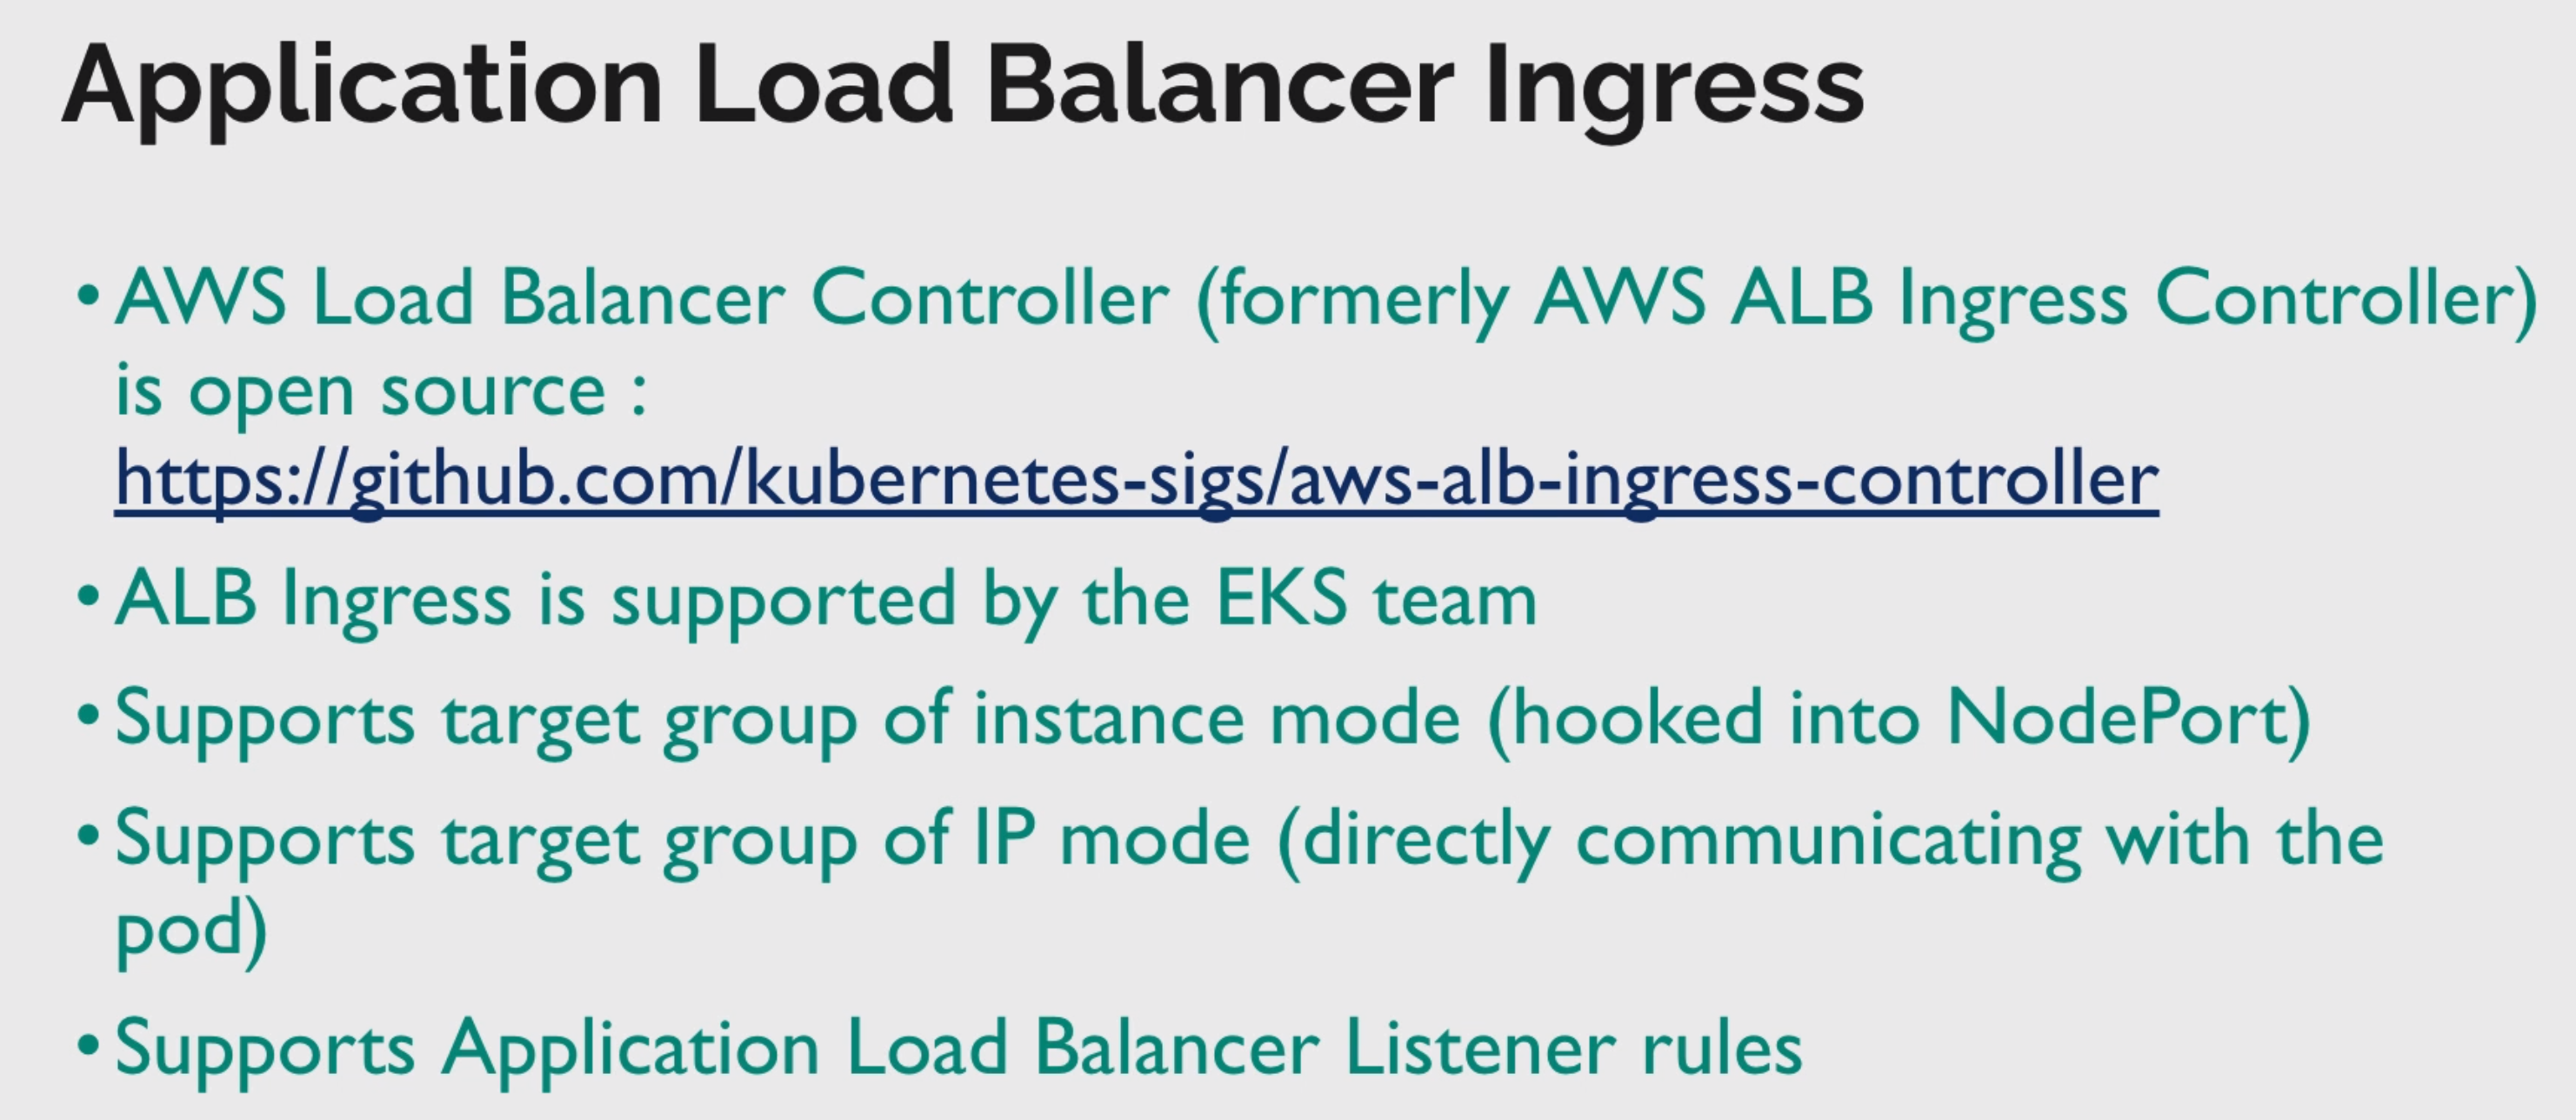 Application Load Balancer Ingress
• AWS Load Balancer Controller (formerly AWS ALB Ingress Controller)
is open source :
https://github.com/kubernetes-sigs/aws-alb-ingress-controller
• ALB Ingress is supported by the EKS team
• Supports target group of instance mode (hooked into NodePort)
• Supports target group of IP mode (directly communicating with the
pod)
• Supports Application Load Balancer Listener rules